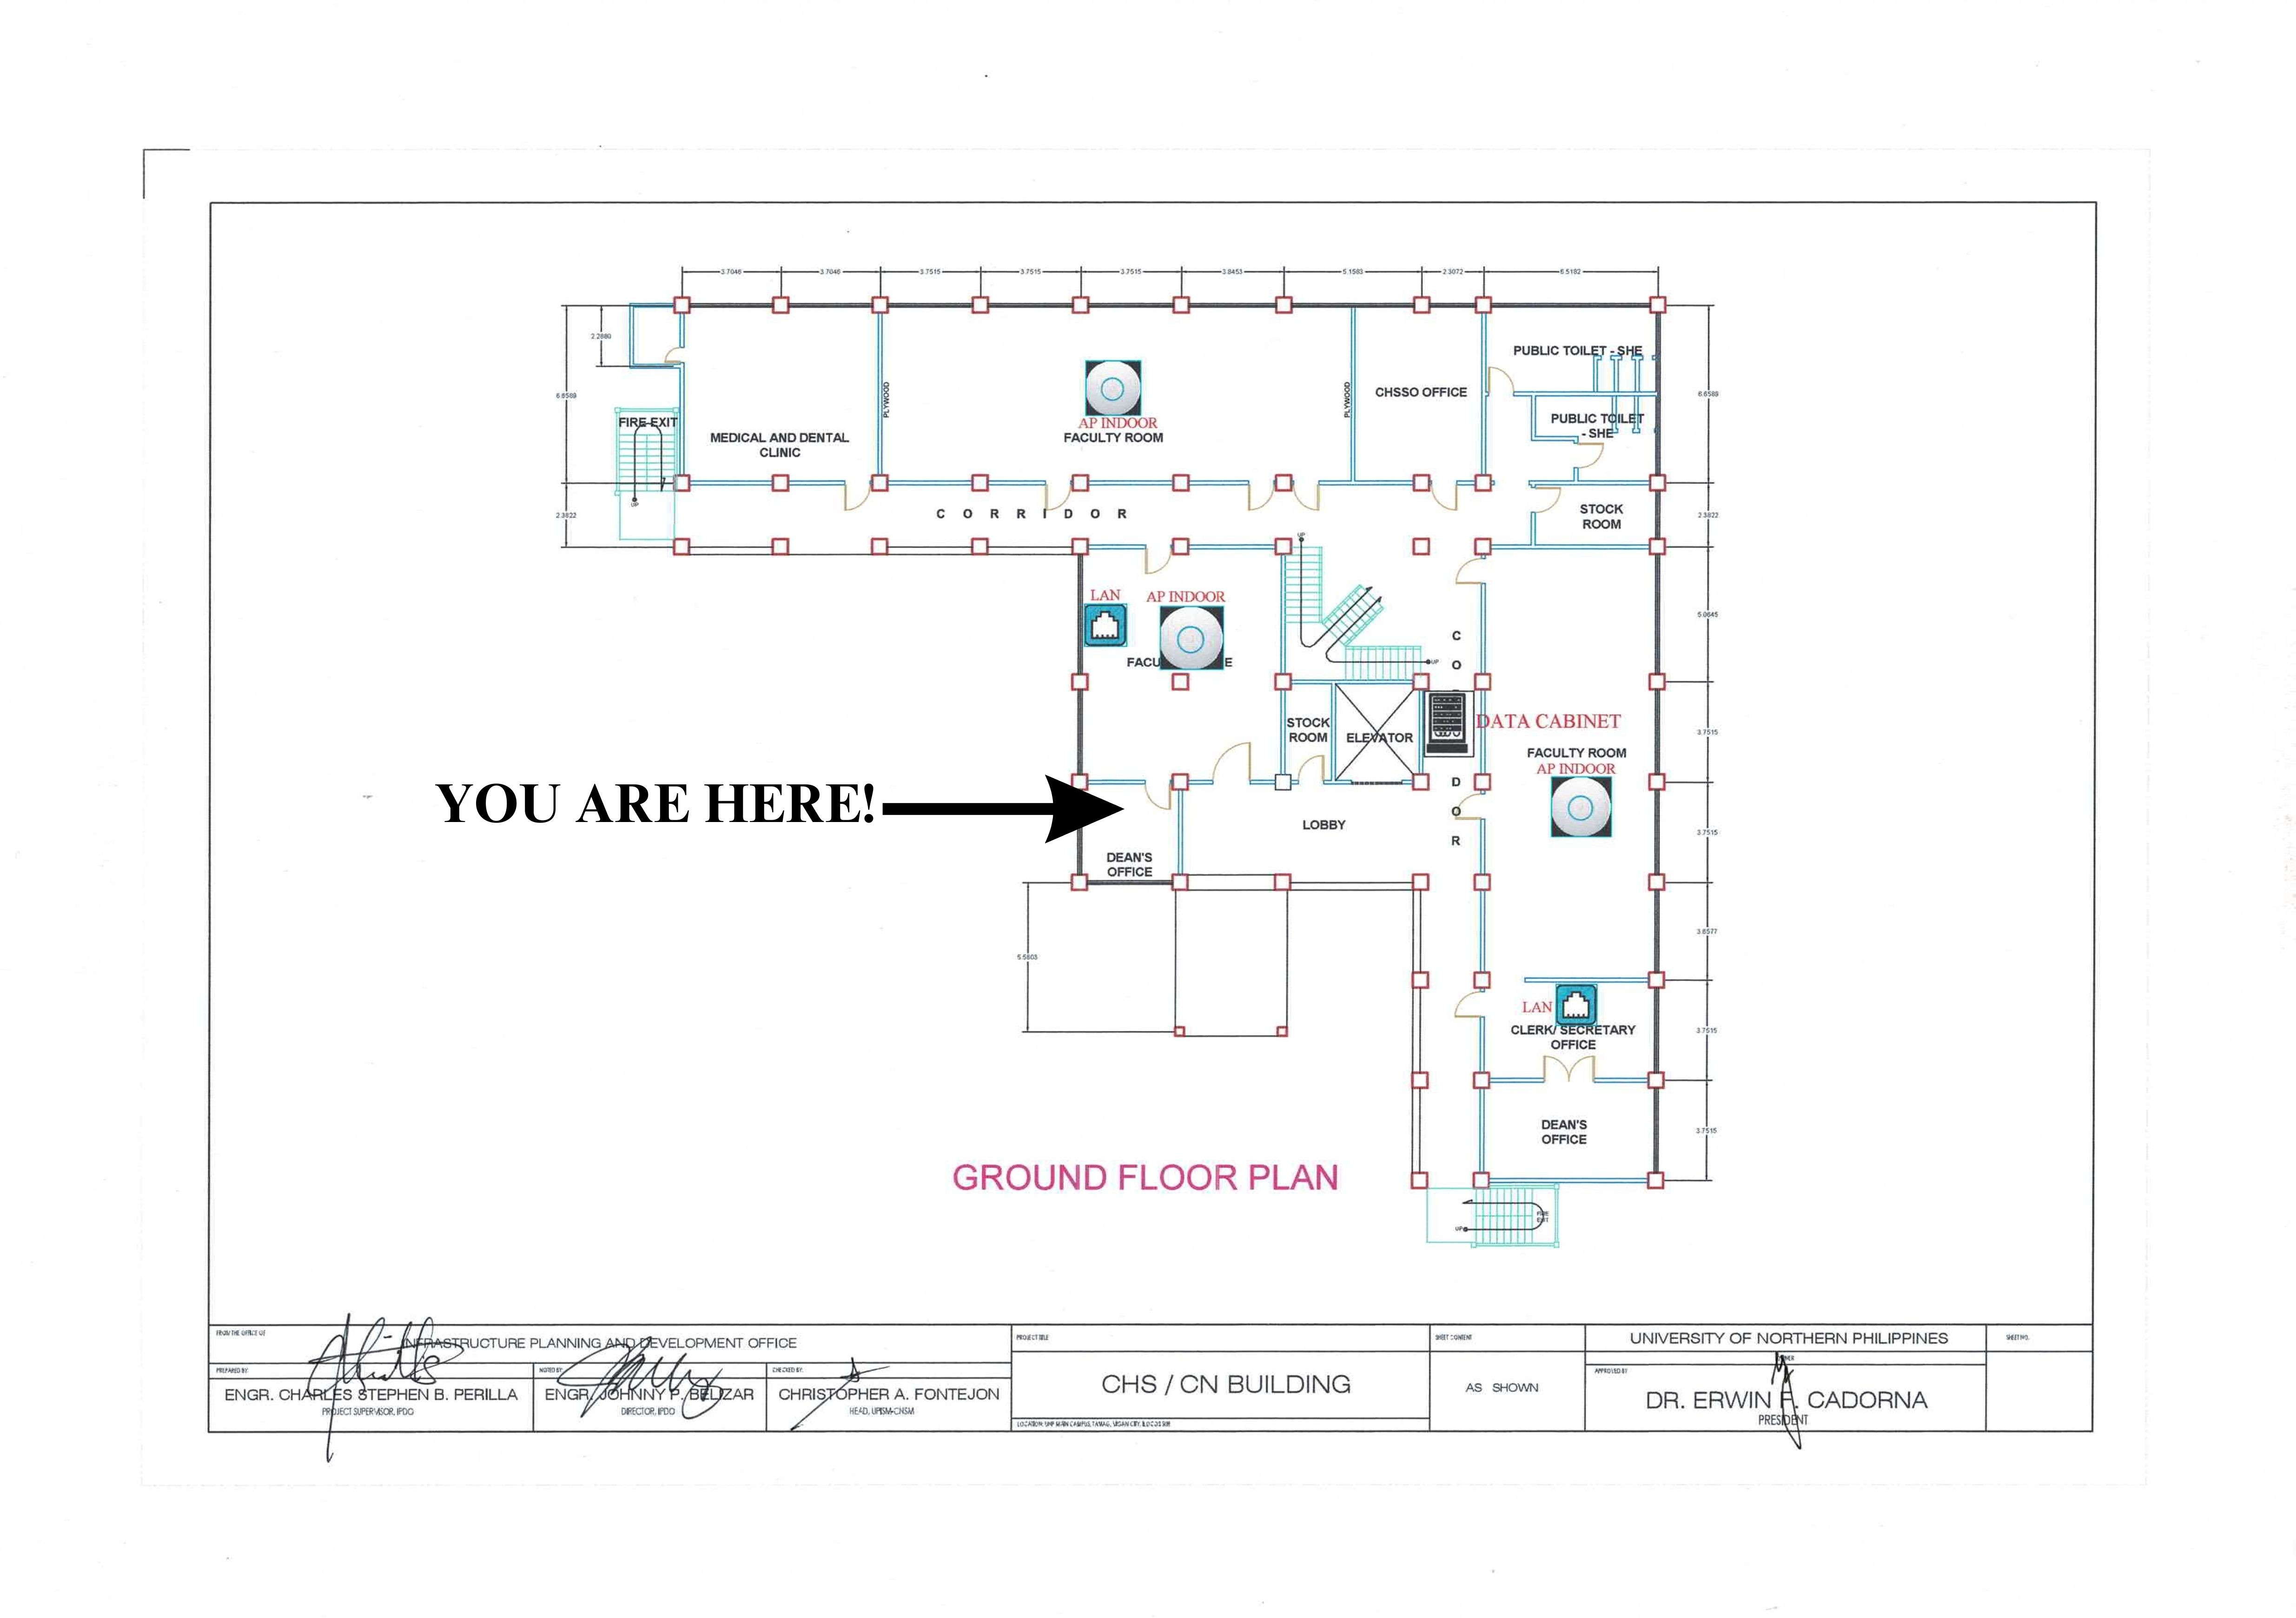 3.7046 3.7046 3.7515 3.7515 3.7515 3.8453 5.1583 2.3072 6.5182
2.2689
6.6589
2.3822
FIRE EXIT
UP
MEDICAL AND DENTAL
CLINIC
PLYWOOD
AP INDOOR
FACULTY ROOM
PLYWOOD
CHSSO OFFICE
PUBLIC TOILET - SHE
PUBLIC TOILET
- SHE
6.6589
STOCK
ROOM
2.3822
C O R R I D O R
UP
LAN
AP INDOOR
FACU E
UP
C
O
D
O
R
5.0645
STOCK
ROOM
ELEVATOR
DATA CABINET
FACULTY ROOM
AP INDOOR
3.7515
3.7515
YOU ARE HERE!
LOBBY
DEAN'S
OFFICE
3.8577
5.5803
LAN
CLERK/ SECRETARY
OFFICE
3.7515
DEAN'S
OFFICE
3.7515
GROUND FLOOR PLAN
FIRE
EXIT
UP
FROM THE OFFICE OF
INFRASTRUCTURE PLANNING AND DEVELOPMENT OFFICE
PREPARED BY:
ENGR. CHARLES STEPHEN B. PERILLA
PROJECT SUPERVISOR, IPDO
NOTED BY:
ENGR. JOHNNY P. BELIZAR
DIRECTOR, IPDO
CHECKED BY:
CHRISTOPHER A. FONTEJON
HEAD, UPISM-CNSM
PROJECT TITLE
CHS / CN BUILDING
LOCATION: UNP MAIN CAMPUS, TAMAG, VIGAN CITY, ILOCOS SUR
SHEET CONTENT
AS SHOWN
UNIVERSITY OF NORTHERN PHILIPPINES
OWNER
APPROVED BY
DR. ERWIN F. CADORNA
PRESIDENT
SHEET NO.